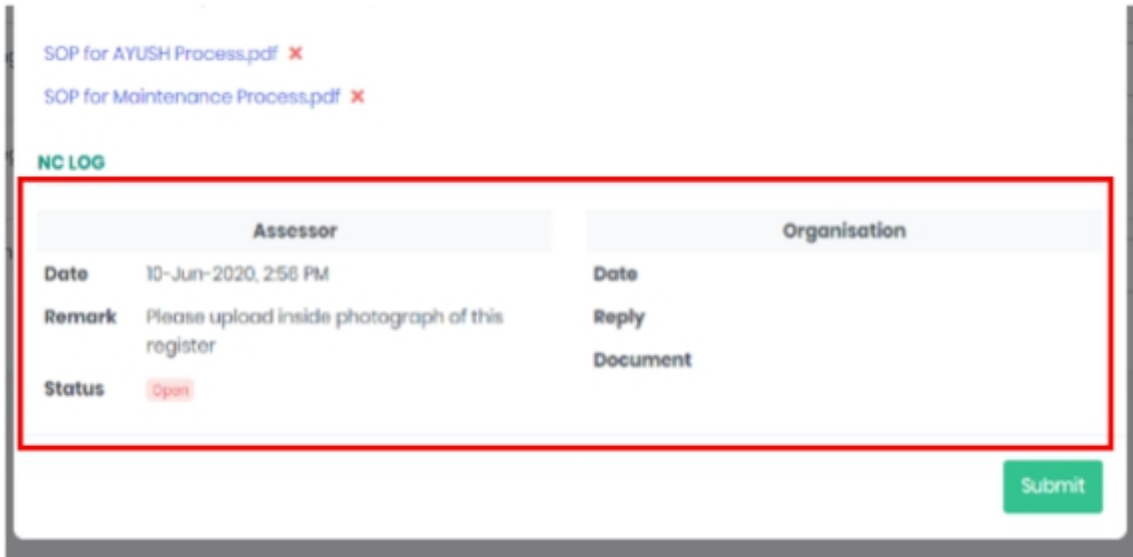 SOP for AYUSH Process.pdf ✕
SOP for Maintenance Process.pdf ✕
NC LOG
Assessor
Date 10-Jun-2020, 2:56 PM
Remark Please upload inside photograph of this
register
Status Open
Organisation
Date
Reply
Document
Submit